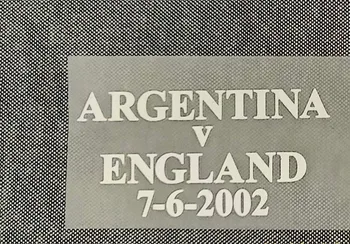 ARGENTINA
v
ENGLAND
7-6-2002